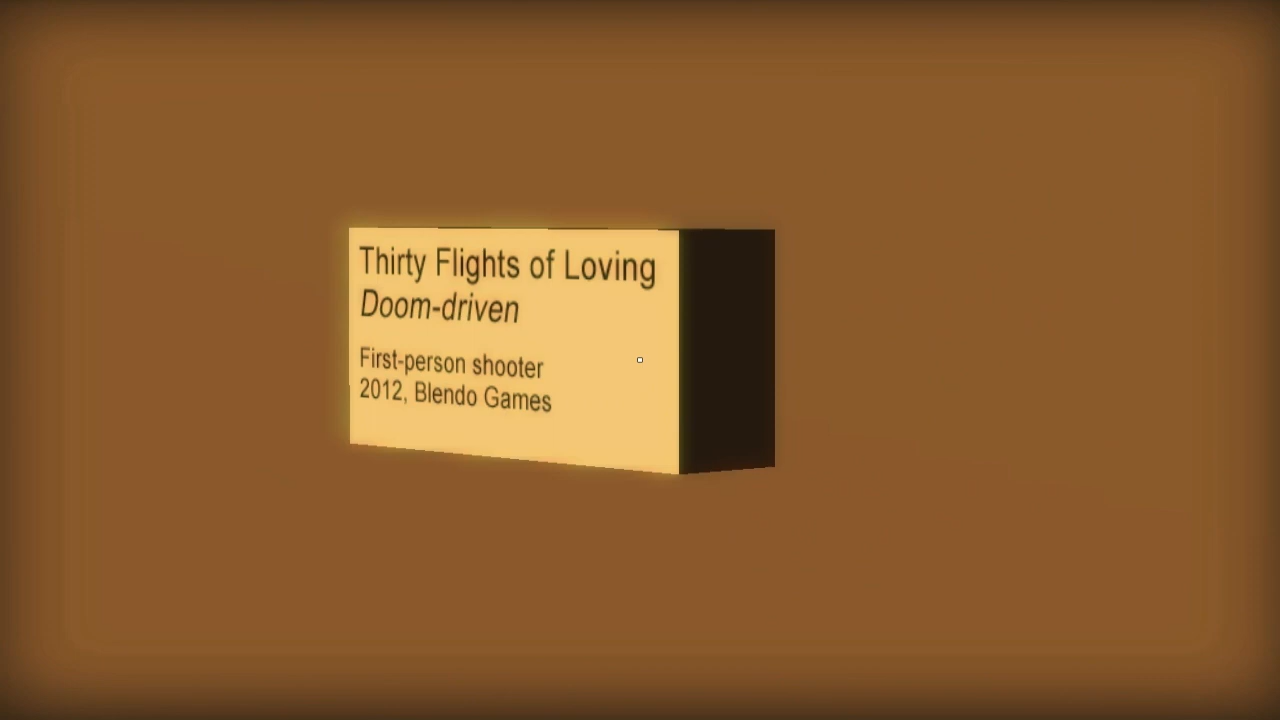 Thirty Flights of Loving
Doom-driven
First-person shooter
2012, Blendo Games